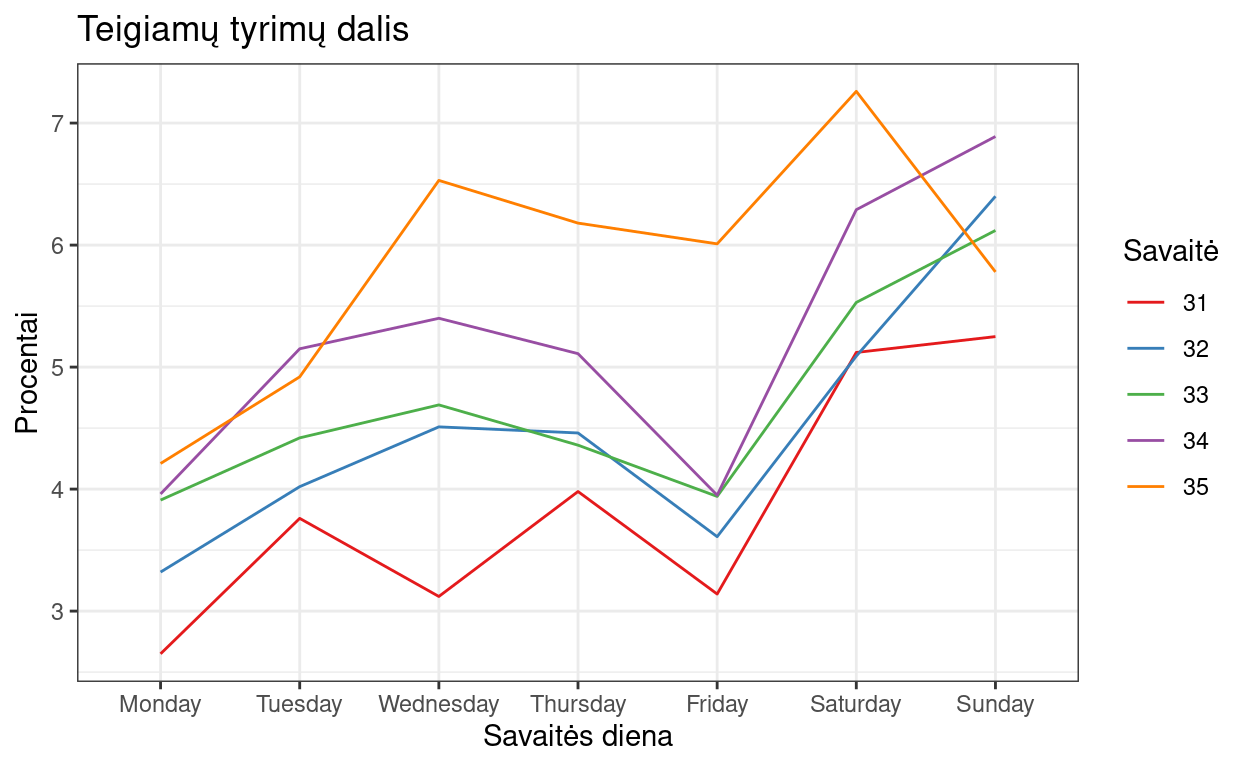 Teigiamų tyrimų dalis
Procentai
7
6
5
4
3
Monday Tuesday Wednesday Thursday Friday Saturday Sunday
Savaitės diena
Savaitė
31
32
33
34
35